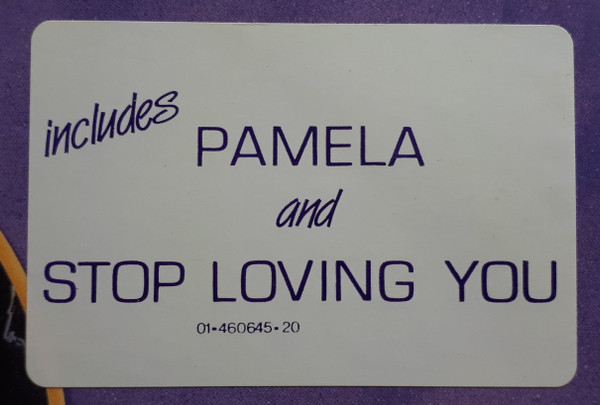 includes
PAMELA
and
STOP LOVING YOU
01-460645-20